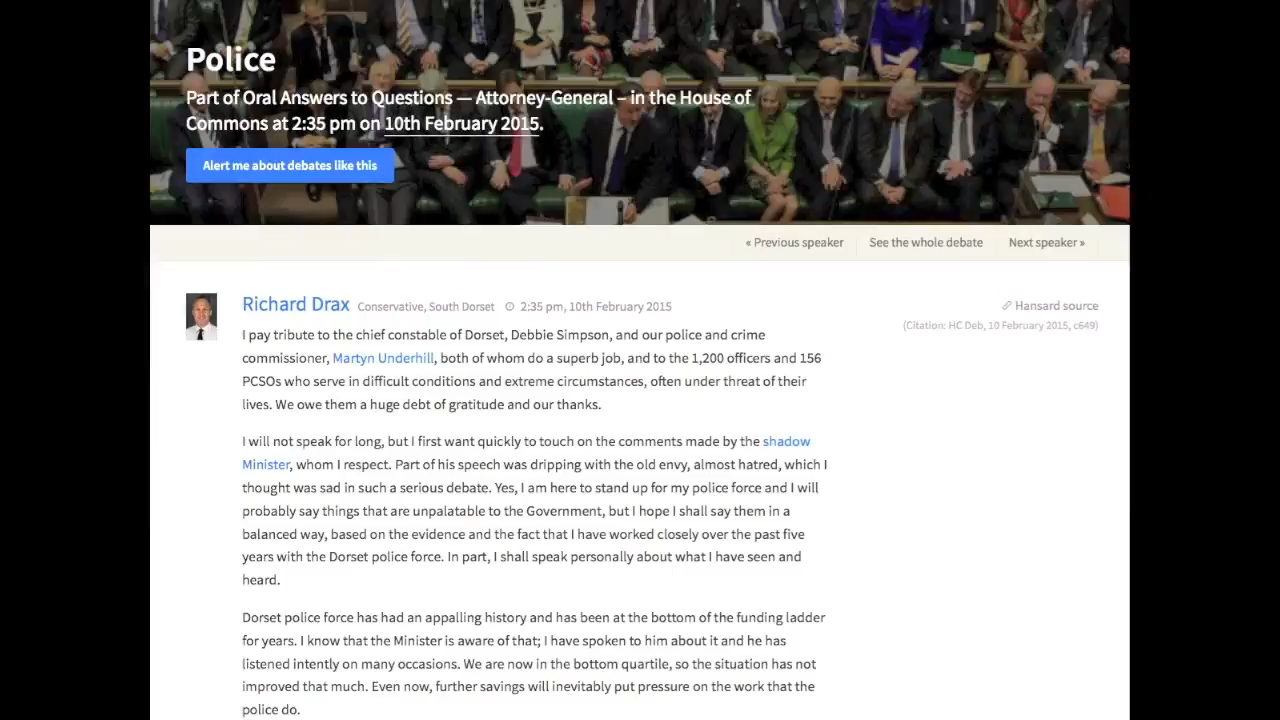 Police
Part of Oral Answers to Questions — Attorney-General – in the House of
Commons at 2:35 pm on 10th February 2015.
Alert me about debates like this
« Previous speaker
See the whole debate
Next speaker »
Richard Drax Conservative, South Dorset 2:35 pm, 10th February 2015
Hansard source
(Citation: HC Deb, 10 February 2015, c649)
I pay tribute to the chief constable of Dorset, Debbie Simpson, and our police and crime
commissioner, Martyn Underhill, both of whom do a superb job, and to the 1,200 officers and 156
PCSOs who serve in difficult conditions and extreme circumstances, often under threat of their
lives. We owe them a huge debt of gratitude and our thanks.
I will not speak for long, but I first want quickly to touch on the comments made by the shadow
Minister, whom I respect. Part of his speech was dripping with the old envy, almost hatred, which I
thought was sad in such a serious debate. Yes, I am here to stand up for my police force and I will
probably say things that are unpalatable to the Government, but I hope I shall say them in a
balanced way, based on the evidence and the fact that I have worked closely over the past five
years with the Dorset police force. In part, I shall speak personally about what I have seen and
heard.
Dorset police force has had an appalling history and has been at the bottom of the funding ladder
for years. I know that the Minister is aware of that; I have spoken to him about it and he has
listened intently on many occasions. We are now in the bottom quartile, so the situation has not
improved that much. Even now, further savings will inevitably put pressure on the work that the
police do.